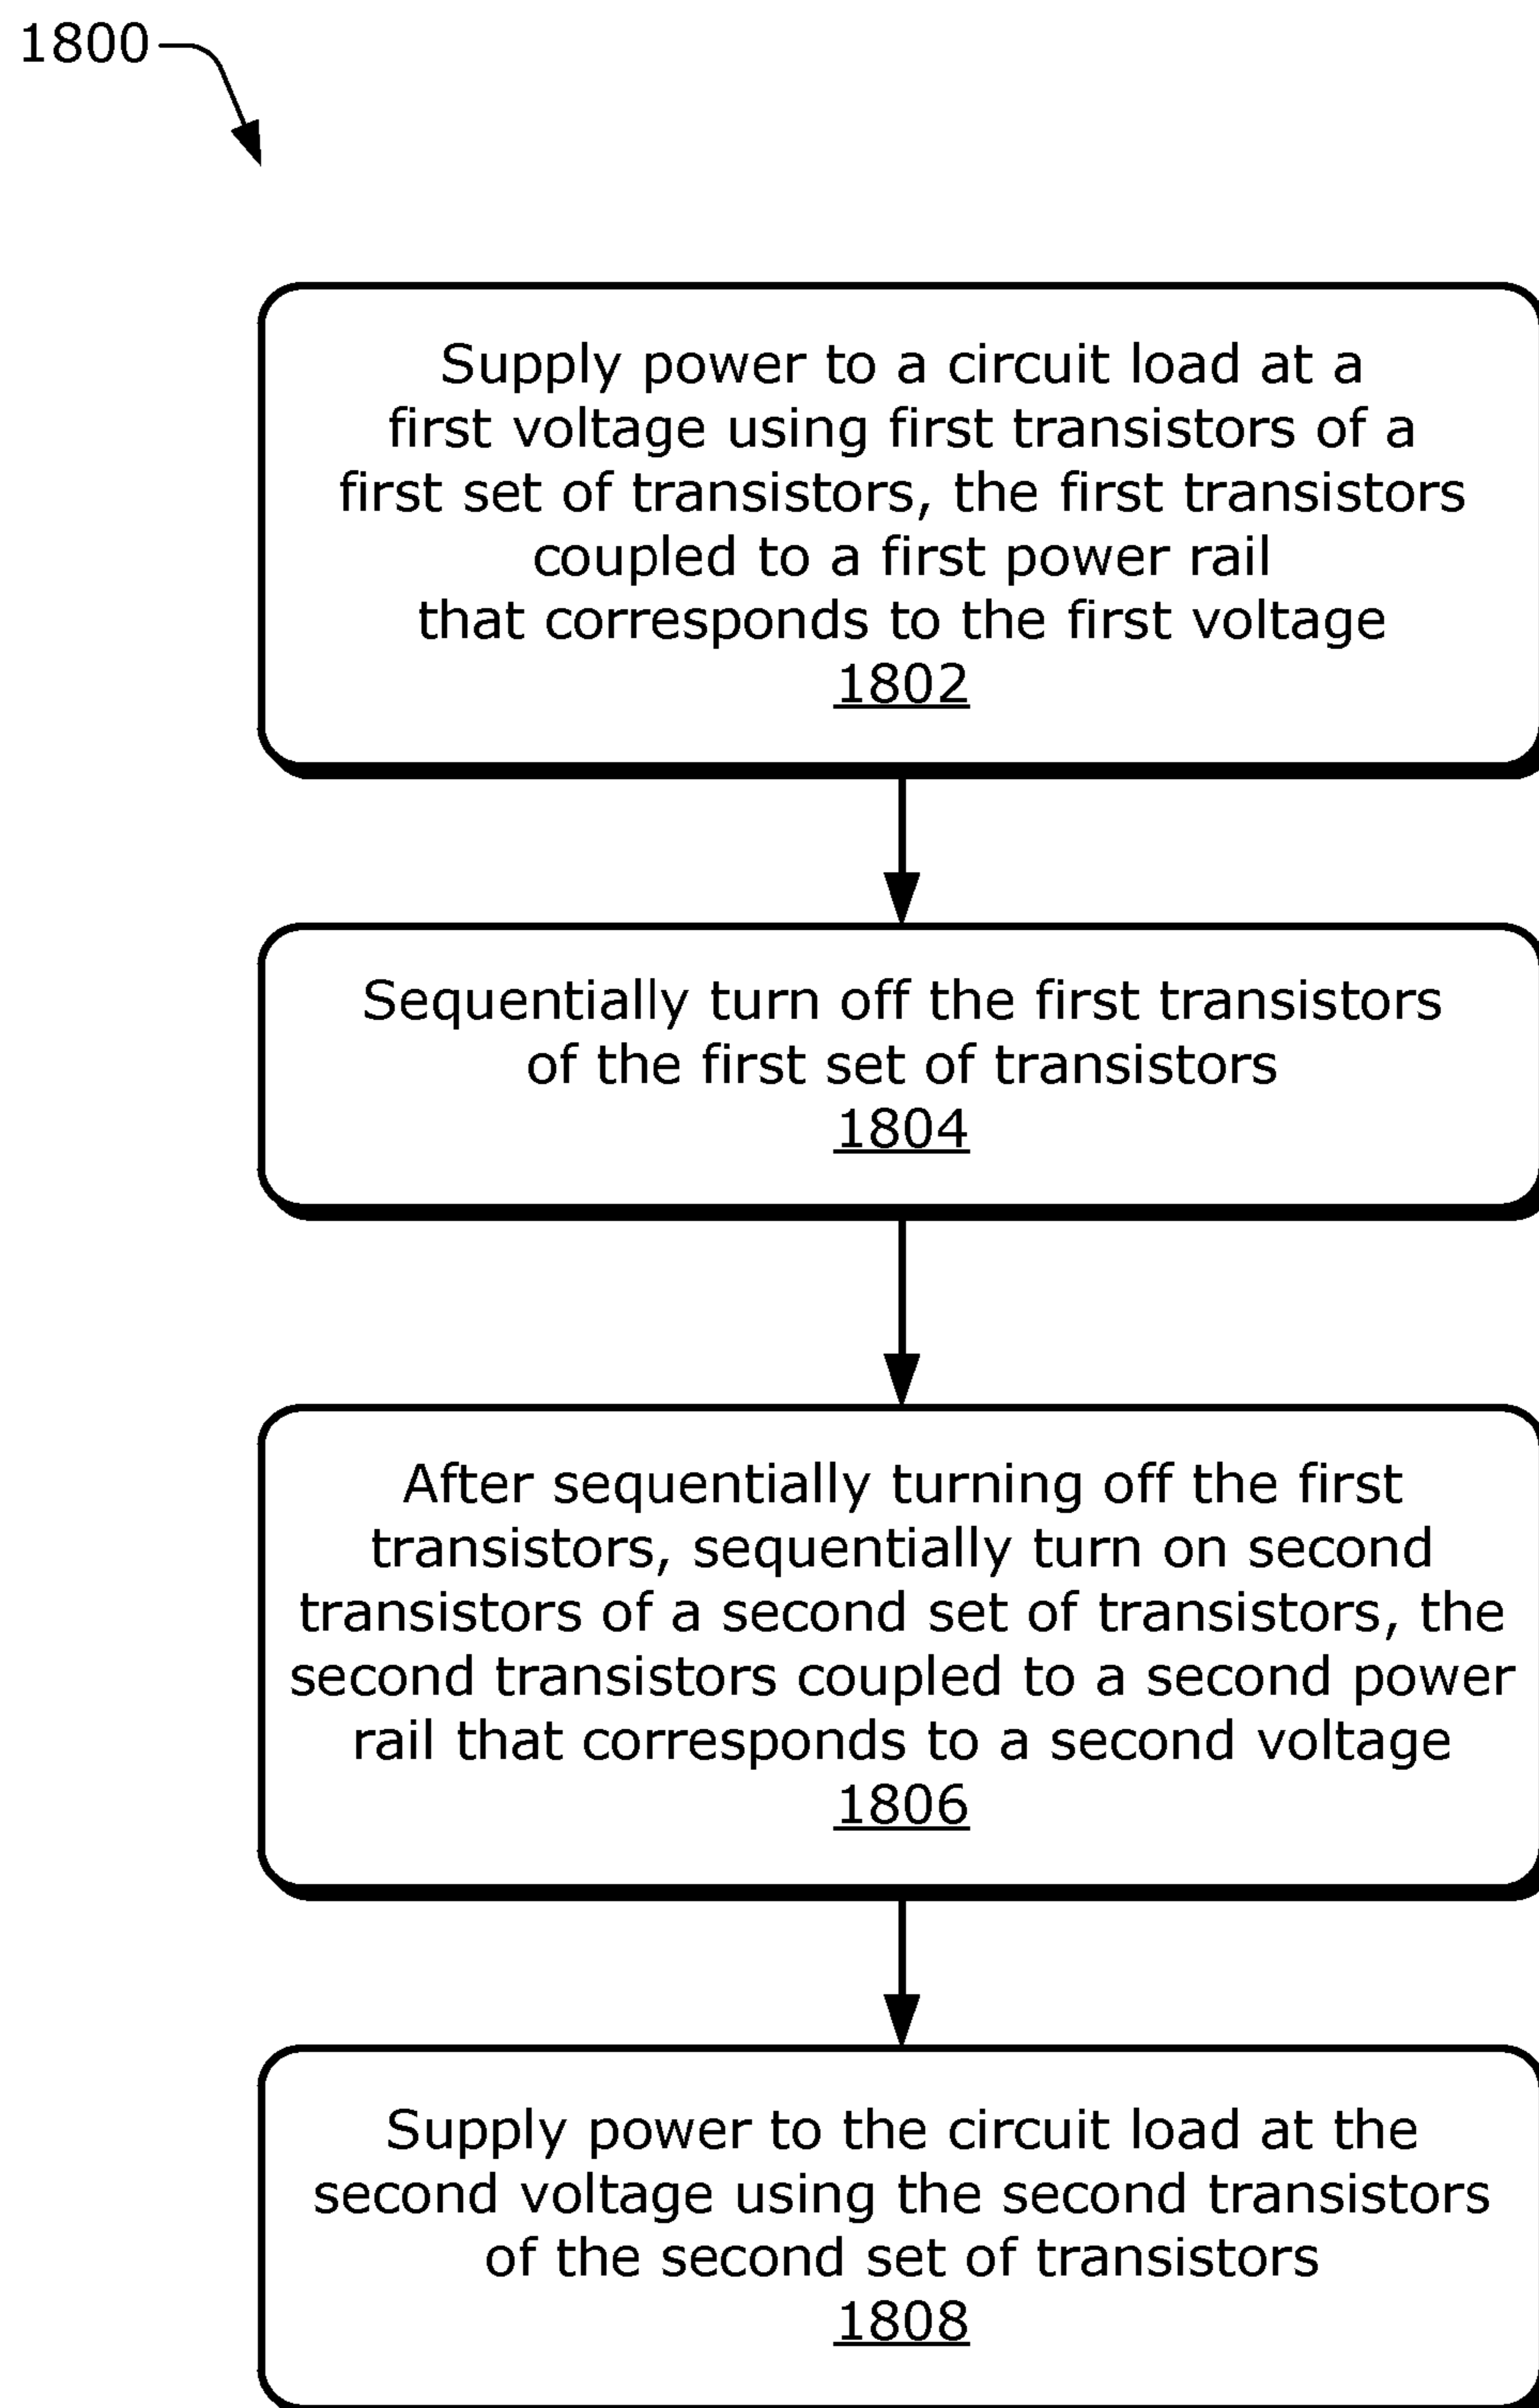 1800
Supply power to a circuit load at a
first voltage using first transistors of a
first set of transistors, the first transistors
coupled to a first power rail
that corresponds to the first voltage
1802
Sequentially turn off the first transistors
of the first set of transistors
1804
After sequentially turning off the first
transistors, sequentially turn on second
transistors of a second set of transistors, the
second transistors coupled to a second power
rail that corresponds to a second voltage
1806
Supply power to the circuit load at the
second voltage using the second transistors
of the second set of transistors
1808